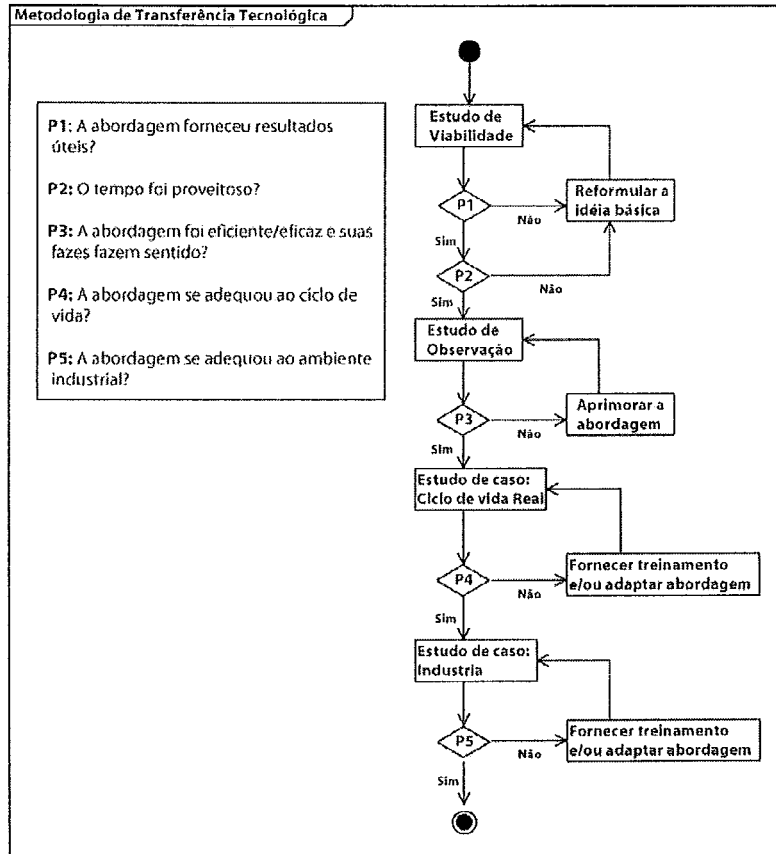 Metodologia de Transferência Tecnológica
P1: A abordagem forneceu resultados
úteis?
P2: O tempo foi proveitoso?
P3: A abordagem foi eficiente/eficaz e suas
fazes fazem sentido?
P4: A abordagem se adequou ao ciclo de
vida?
P5: A abordagem se adequou ao ambiente
industrial?
Estudo de
Viabilidade
P1
Não
Reformular a
idéia básica
Sim
P2
Não
Sim
Estudo de
Observação
P3
Não
Aprimorar a
abordagem
Sim
Estudo de caso:
Ciclo de vida Real
P4
Não
Fornecer treinamento
e/ou adaptar abordagem
Sim
Estudo de caso:
Industria
P5
Não
Fornecer treinamento
e/ou adaptar abordagem
Sim